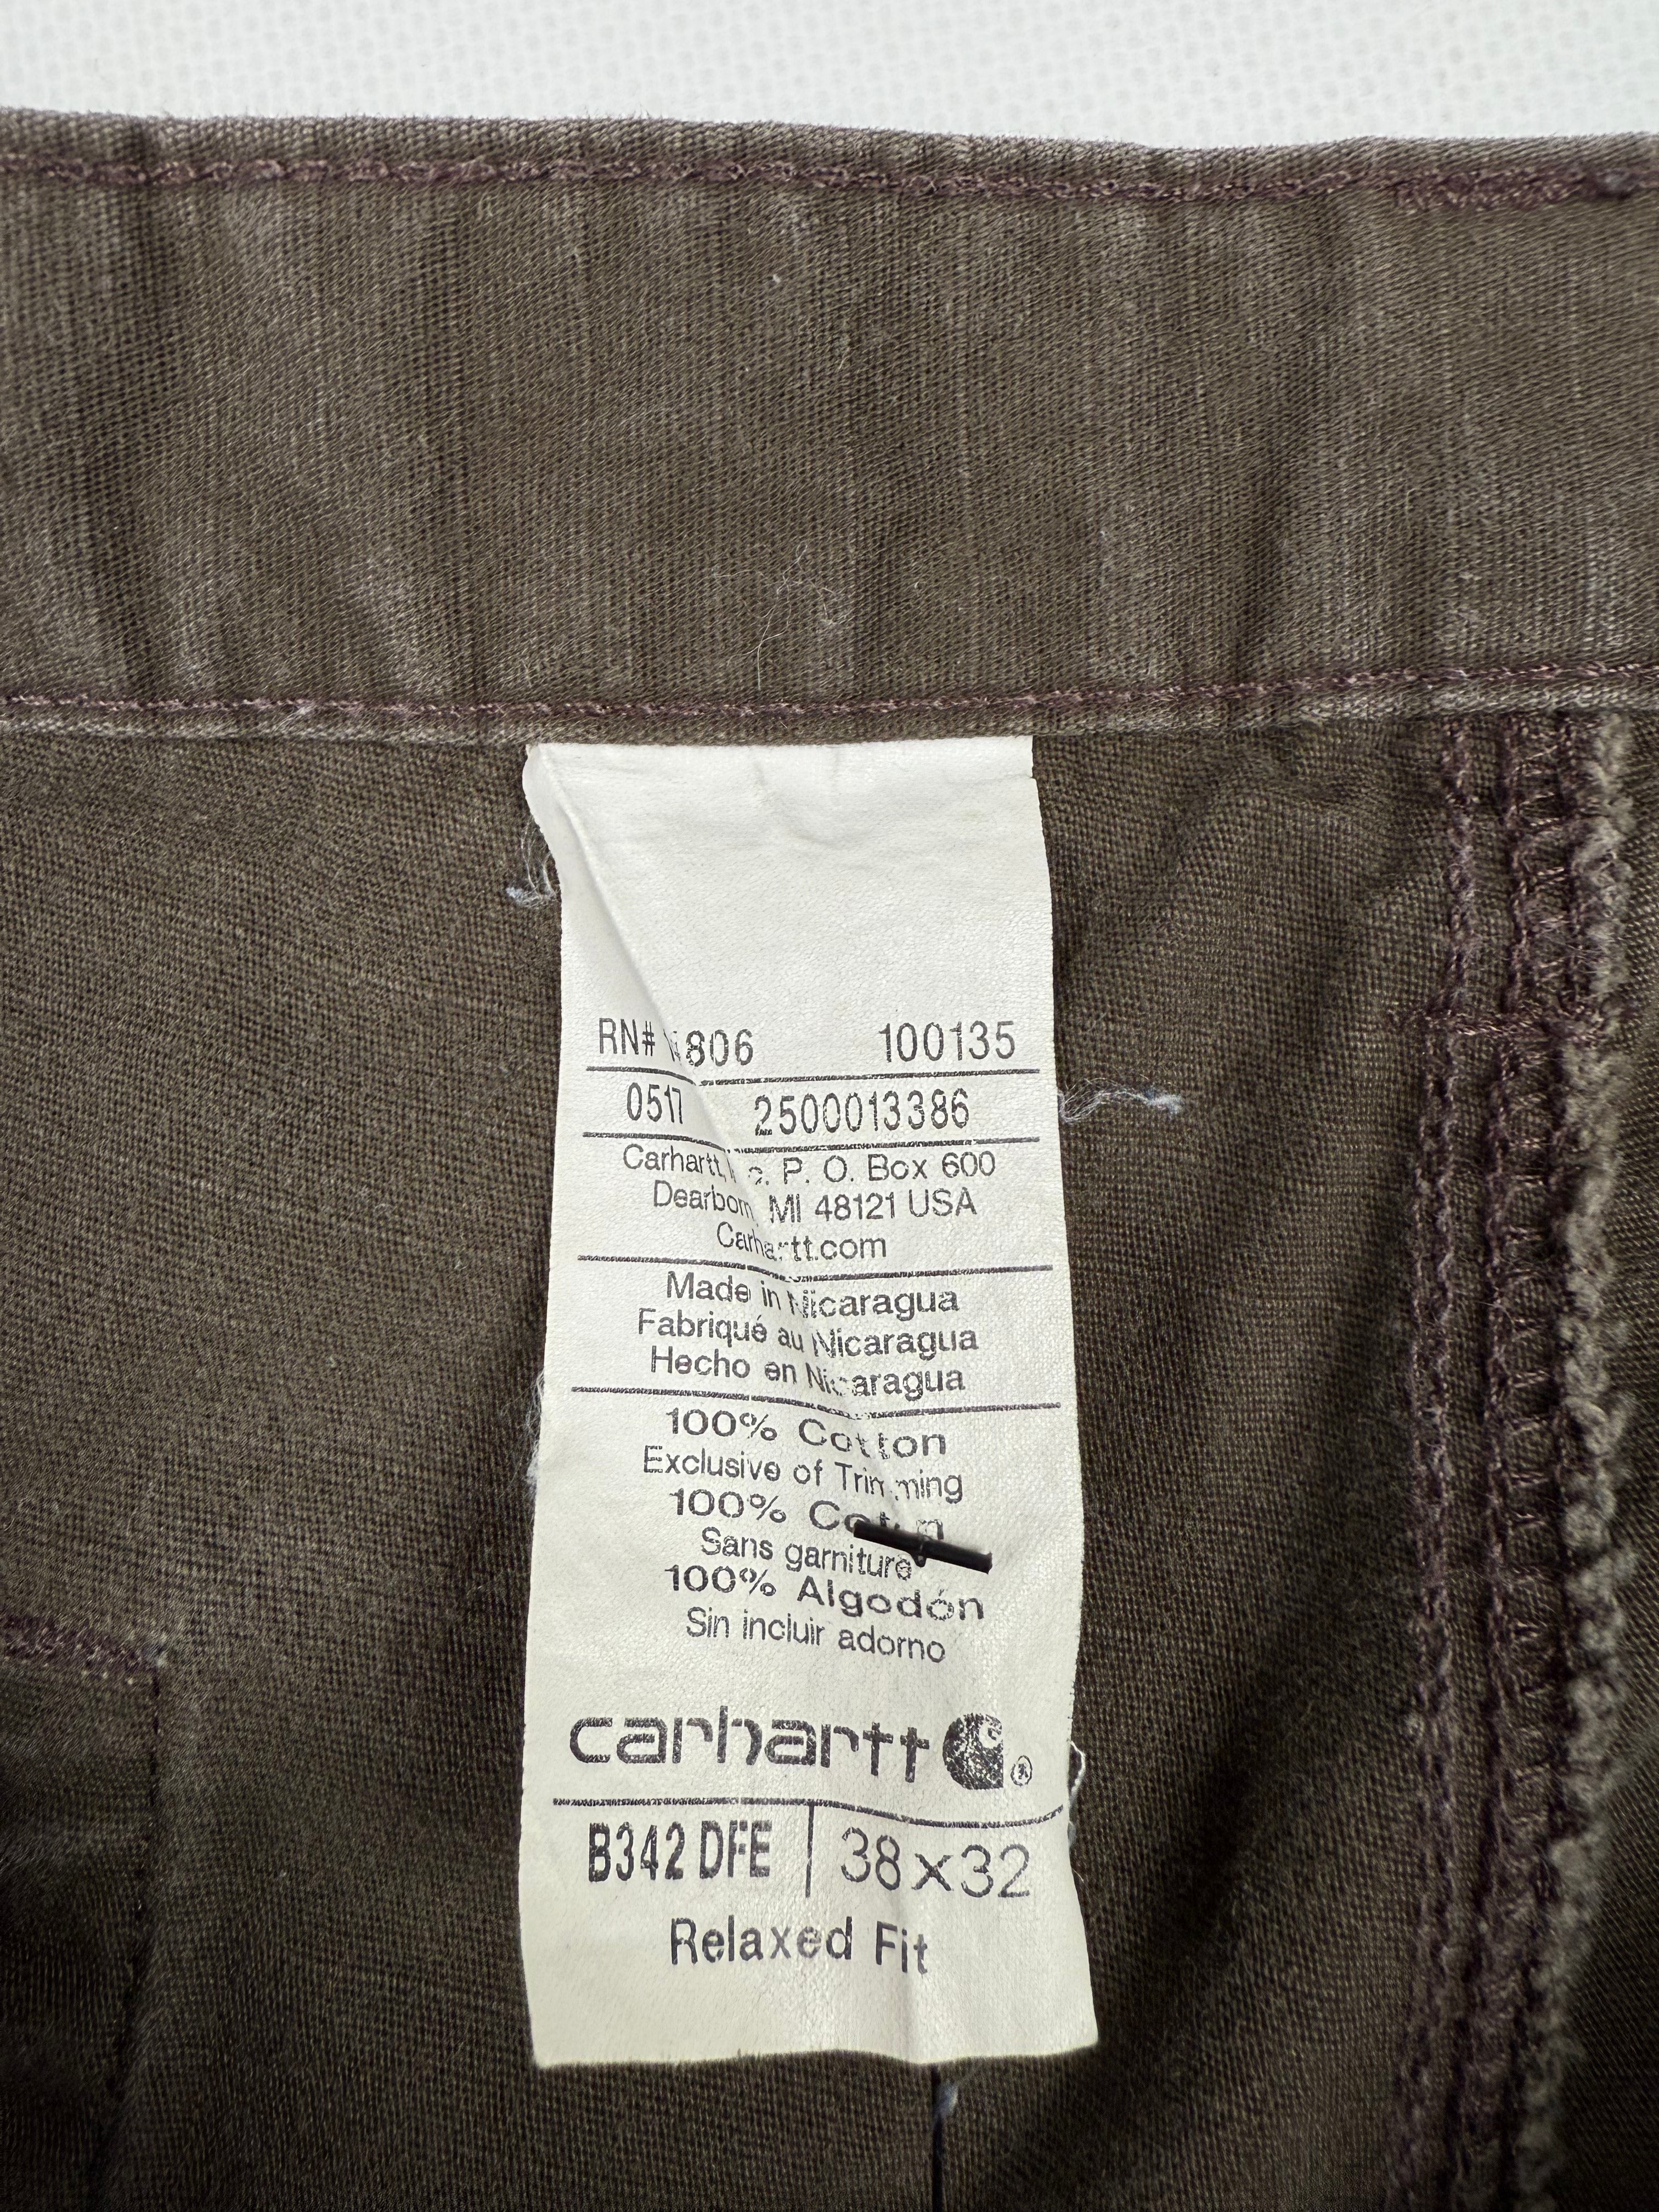 RN# 806 100135
0517 2500013386
Carhartt, P. O. Box 600
Dearborn, MI 48121 USA
Carhartt.com
Made in Nicaragua
Fabriqué au Nicaragua
Hecho en Nicaragua
100% Cotton
Exclusive of Trimming
100% Coton
Sans garniture
100% Algodón
Sin incluir adorno
carhartt ®
B342 DFE | 38x32
Relaxed Fit